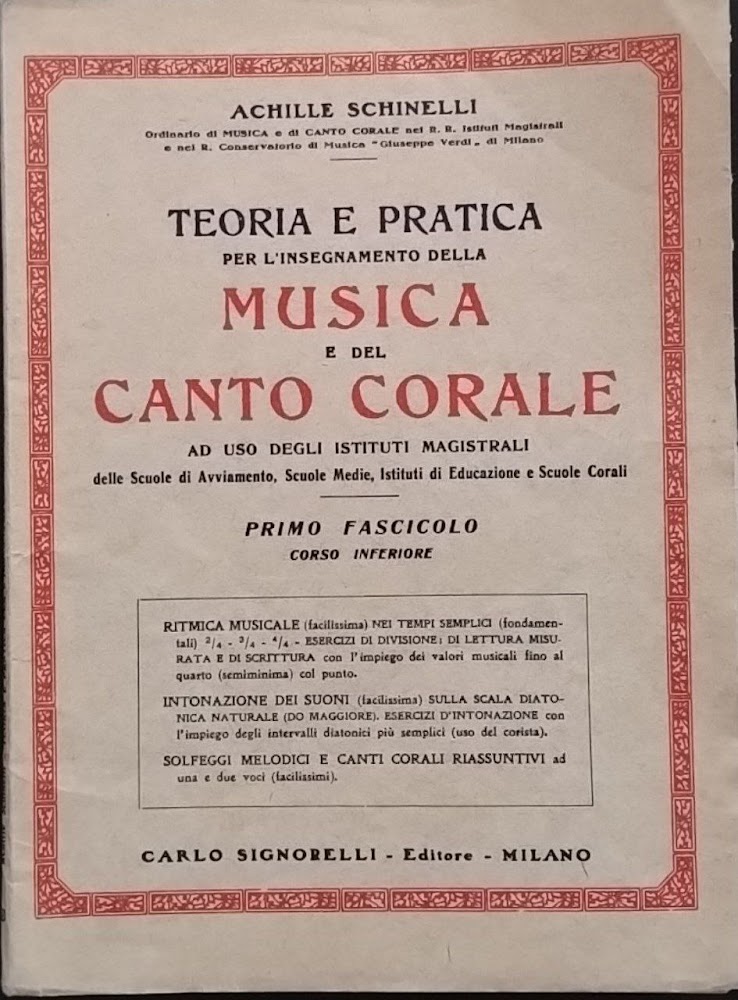 ACHILLE SCHINELLI
Ordinario di MUSICA e di CANTO CORALE nei R. R. Istituti Magistrali
e nel R. Conservatorio di Musica "Giuseppe Verdi„ di Milano
TEORIA E PRATICA
PER L'INSEGNAMENTO DELLA
MUSICA
E DEL
CANTO CORALE
AD USO DEGLI ISTITUTI MAGISTRALI
delle Scuole di Avviamento, Scuole Medie, Istituti di Educazione e Scuole Corali
PRIMO FASCICOLO
CORSO INFERIORE
RITMICA MUSICALE (facilissima) NEI TEMPI SEMPLICI (fondamen-
tali) 2/4 - 3/4 - 4/4 - ESERCIZI DI DIVISIONE; DI LETTURA MISU-
RATA E DI SCRITTURA con l'impiego dei valori musicali fino al
quarto (semiminima) col punto.
INTONAZIONE DEI SUONI (facilissima) SULLA SCALA DIATO-
NICA NATURALE (DO MAGGIORE). ESERCIZI D'INTONAZIONE con
l'impiego degli intervalli diatonici più semplici (uso del corista).
SOLFEGGI MELODICI E CANTI CORALI RIASSUNTIVI ad
una e due voci (facilissimi).
CARLO SIGNORELLI - Editore - MILANO